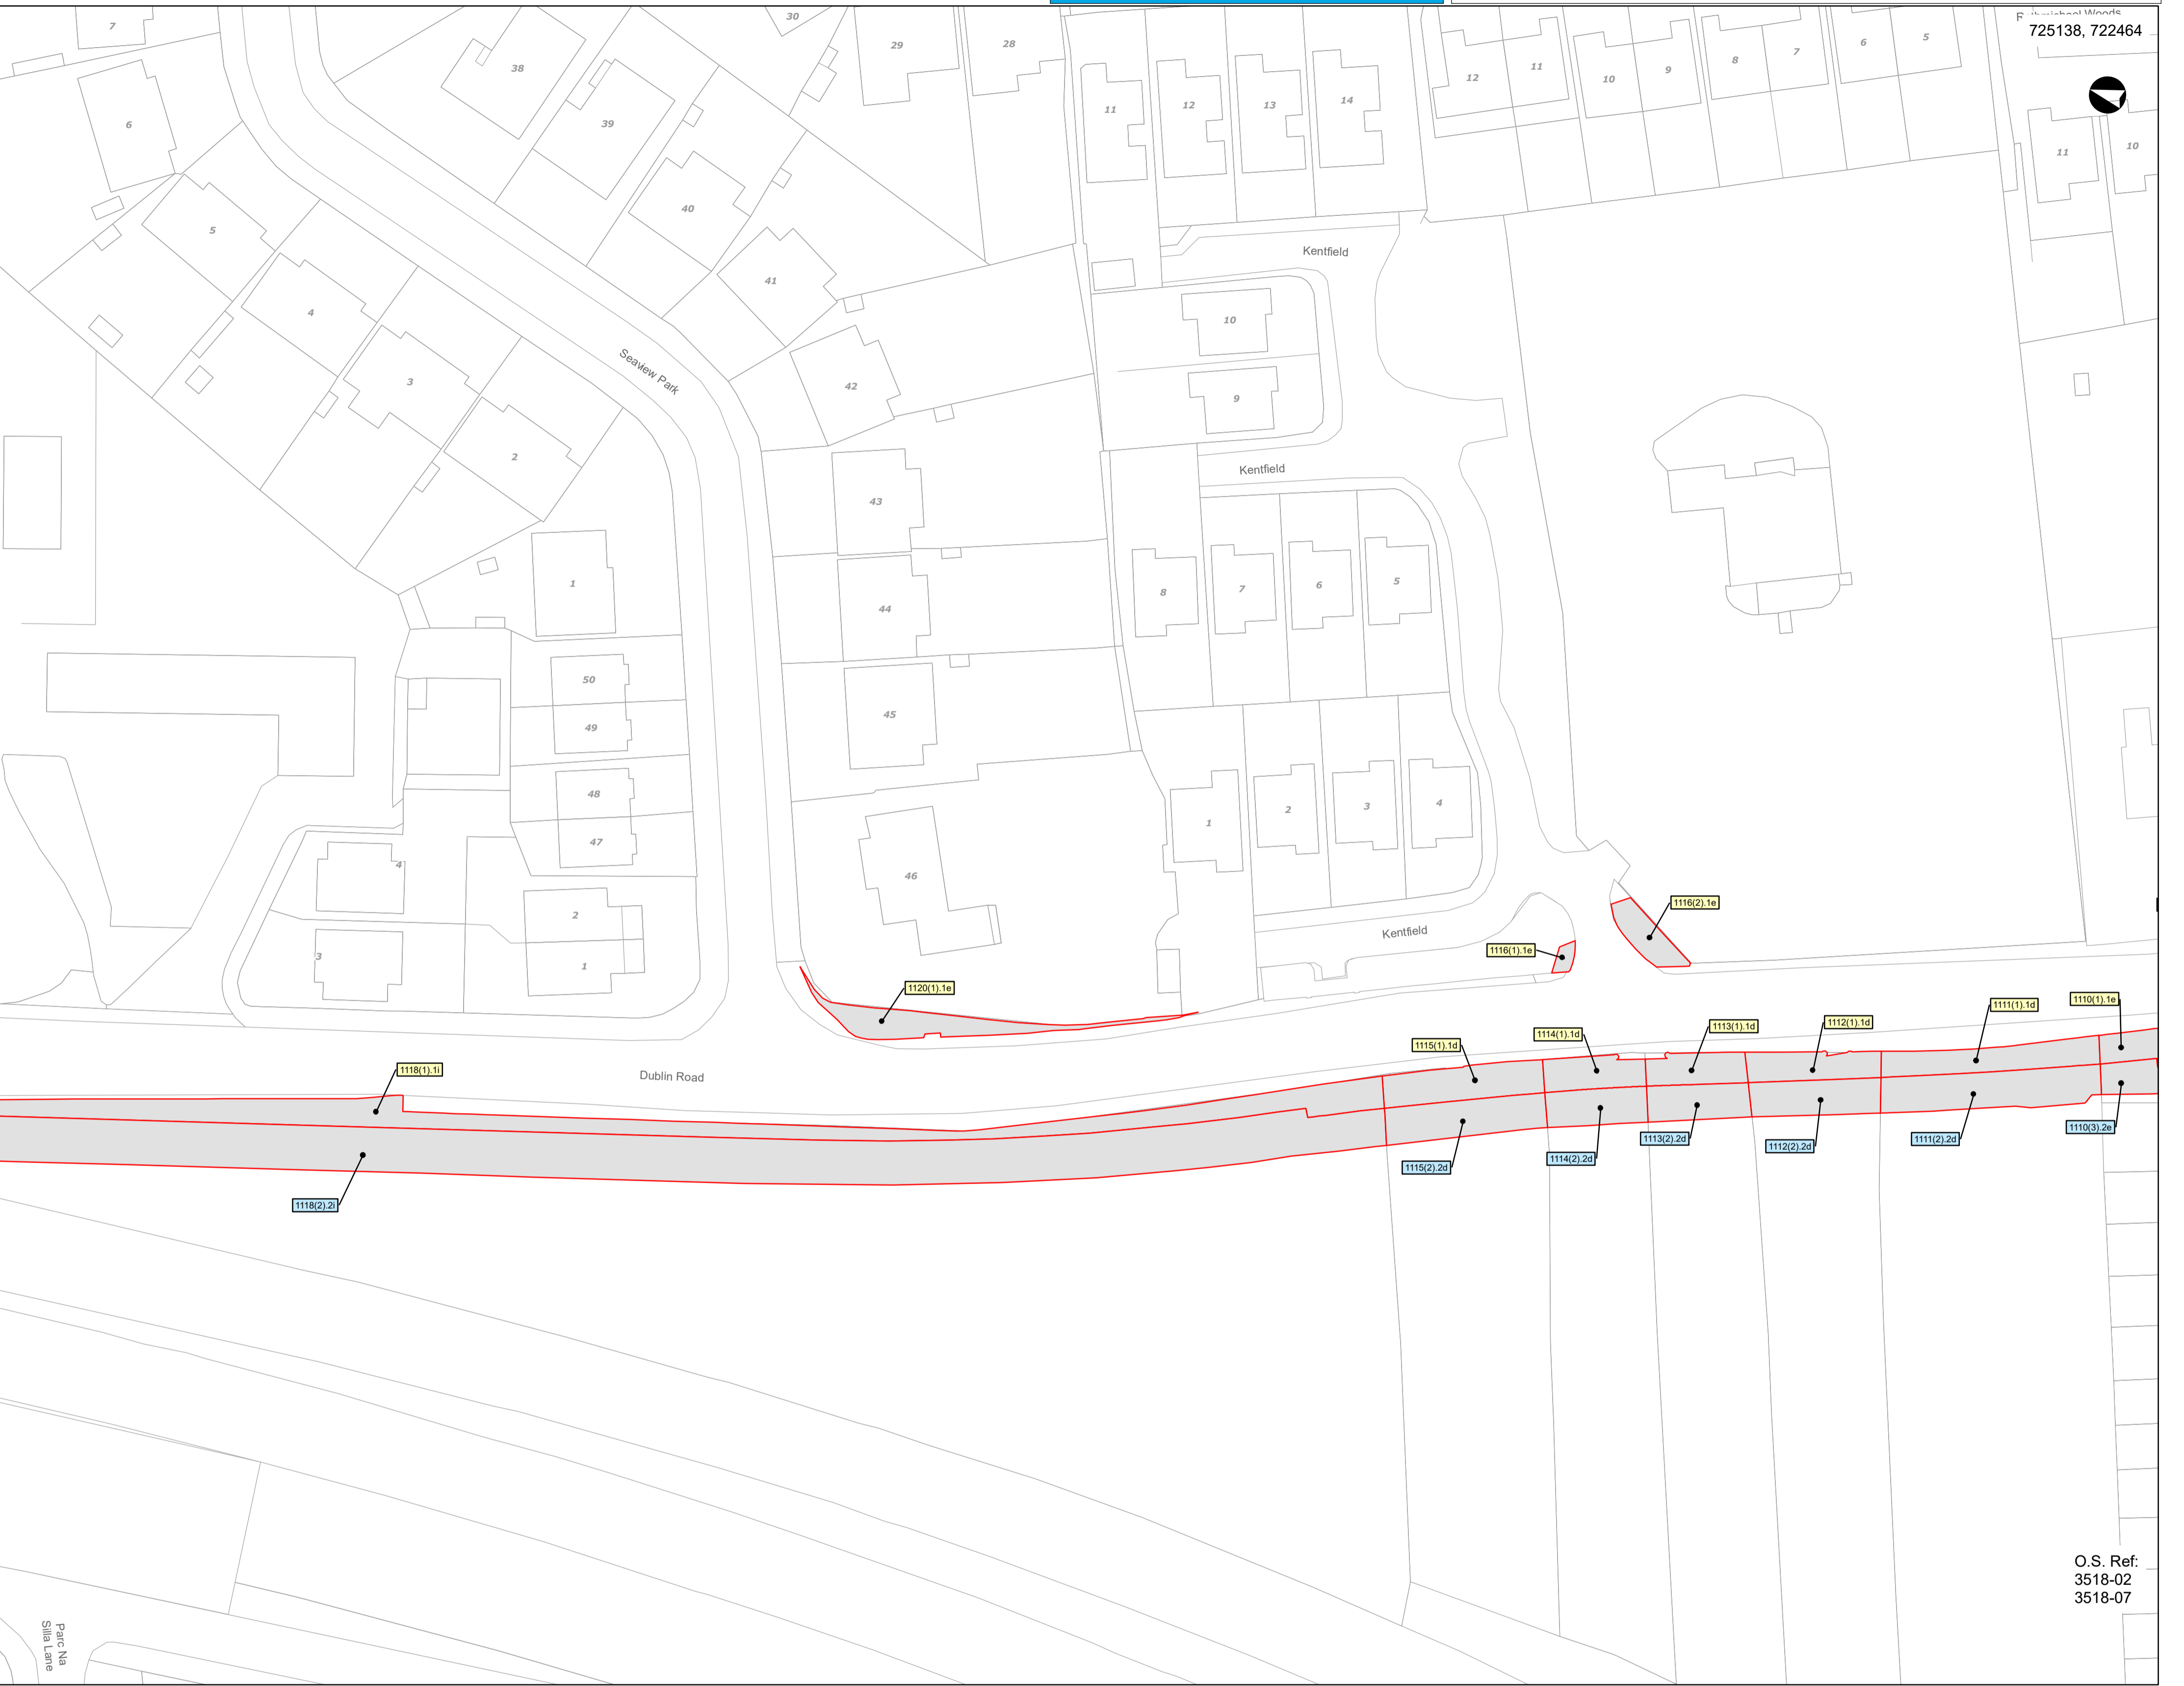 7
38
30
29
28
Woods
725138, 722464
6
39
11
12
13
14
12
11
10
9
8
7
6
5
11
10
5
40
41
Kentfield
4
3
Seaview Park
42
10
9
2
43
Kentfield
1
44
8
7
6
5
50
49
45
48
47
46
1
2
3
4
4
3
2
1
Kentfield
1116(2).1e
1116(1).1e
1120(1).1e
1118(1).1i
Dublin Road
1115(1).1d
1114(1).1d
1113(1).1d
1112(1).1d
1111(1).1d
1110(1).1e
1118(2).2i
1115(2).2d
1114(2).2d
1113(2).2d
1112(2).2d
1111(2).2d
1110(3).2e
O.S. Ref:
3518-02
3518-07
Parc Na
Silla Lane